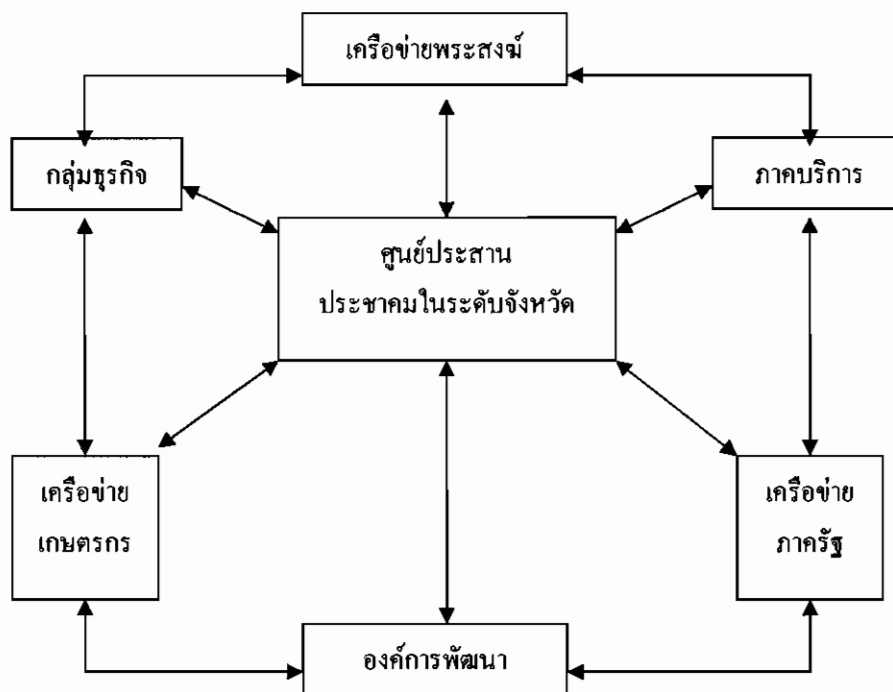 เครือข่ายพระสงฆ์
กลุ่มธุรกิจ
ภาคบริการ
ศูนย์ประสาน
ประชาคมในระดับจังหวัด
เครือข่าย
เกษตรกร
เครือข่าย
ภาครัฐ
องค์การพัฒนา